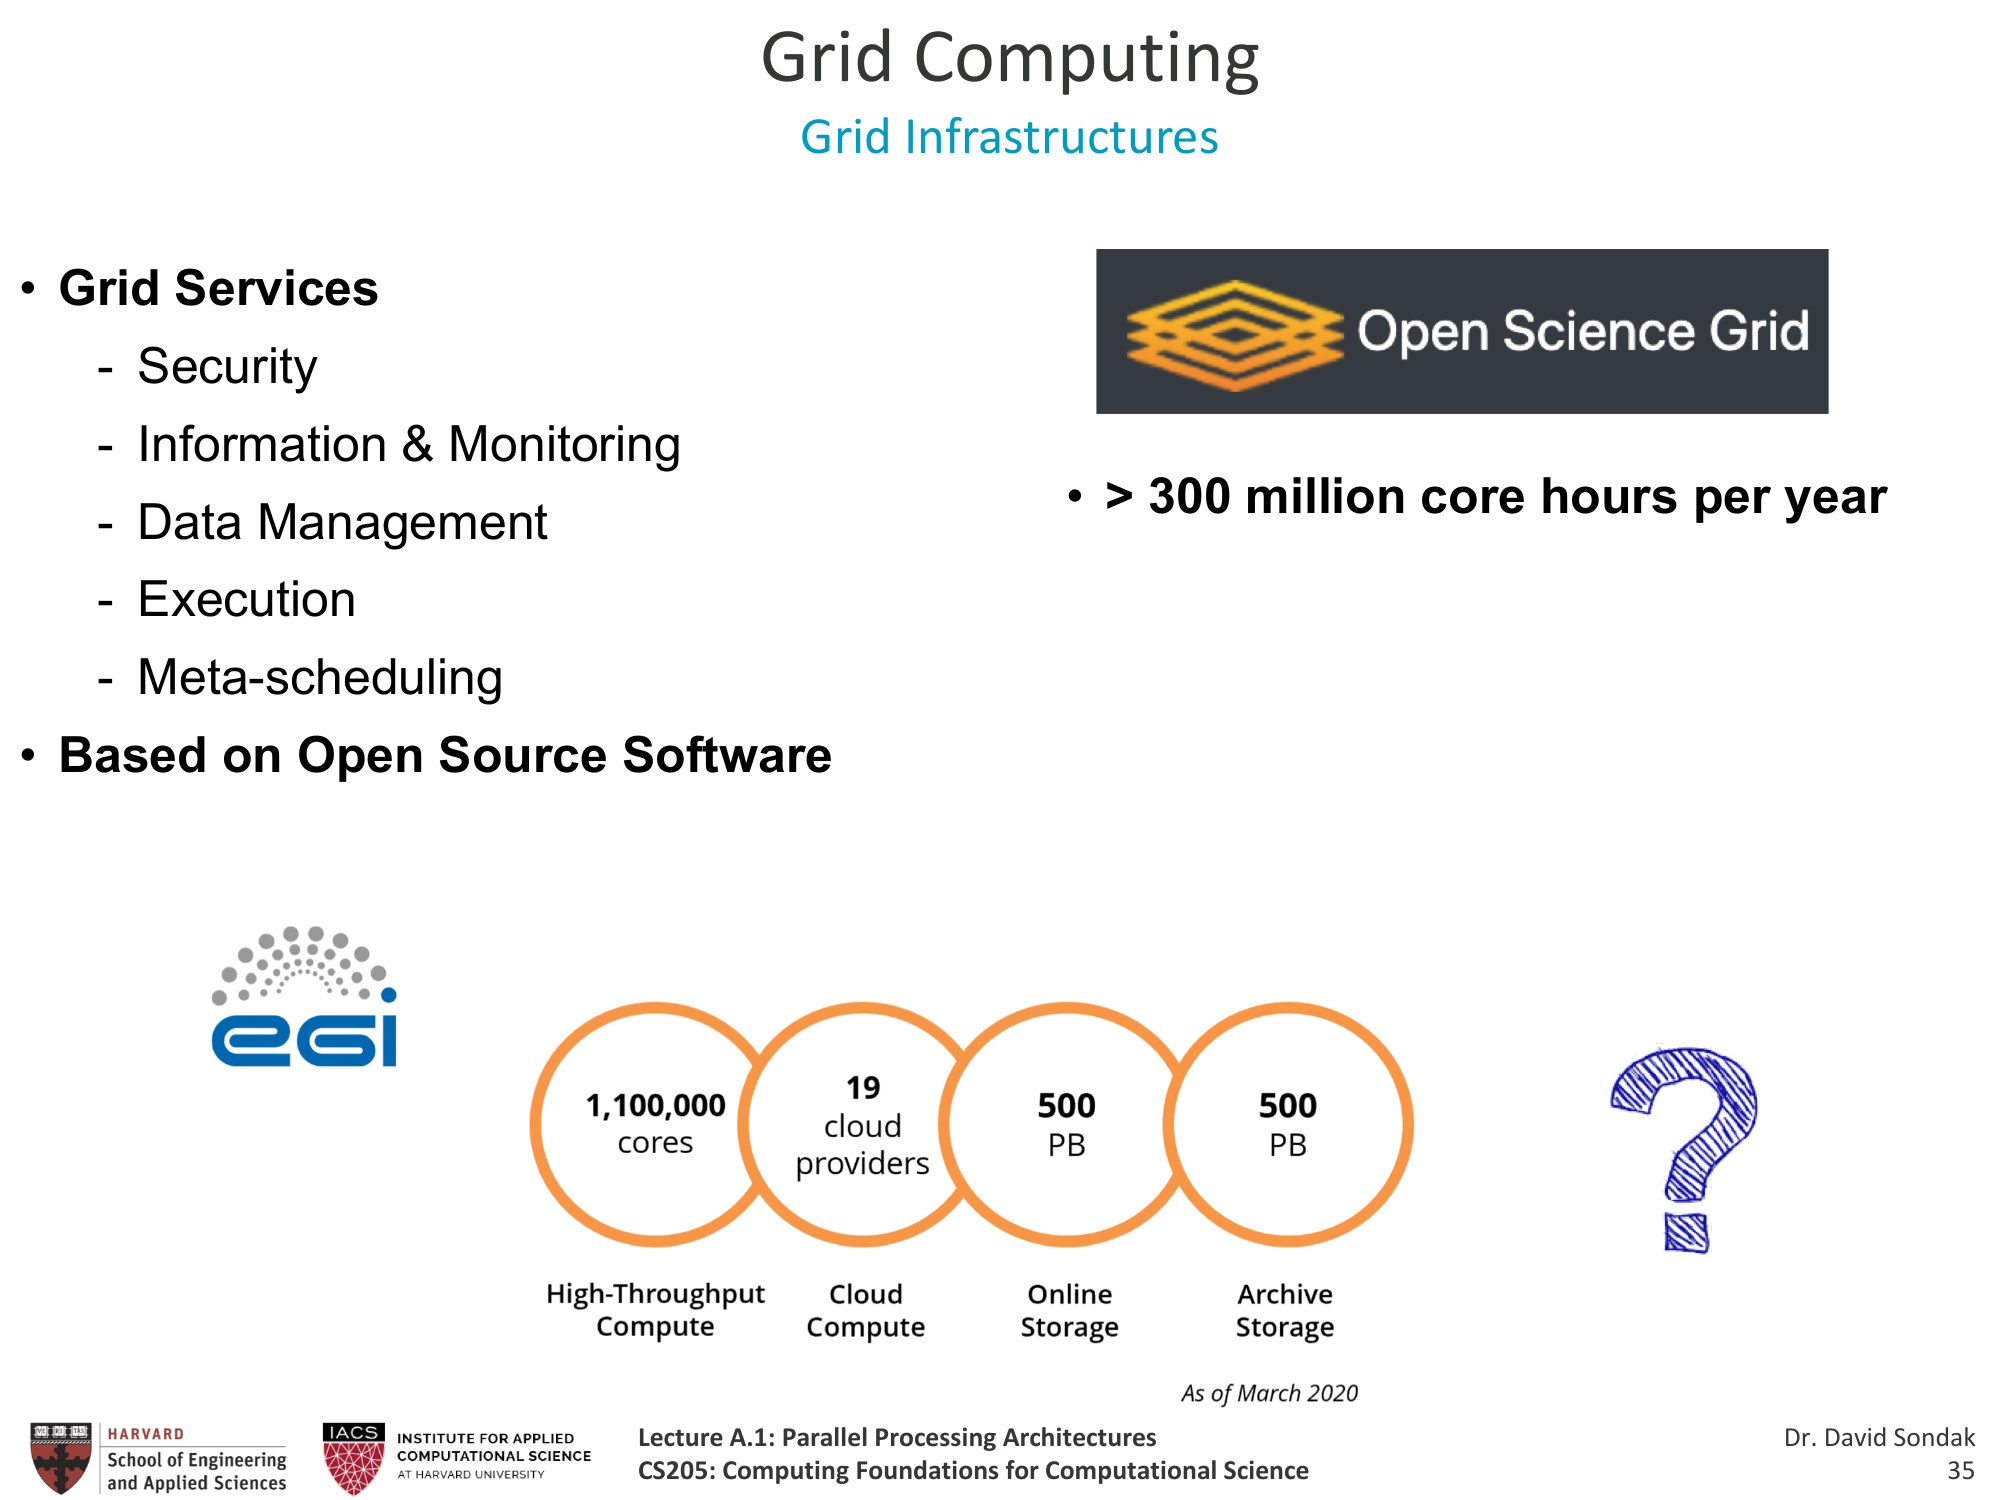 Grid Computing
Grid Infrastructures
• Grid Services
- Security
- Information & Monitoring
- Data Management
- Execution
- Meta-scheduling
• Based on Open Source Software
Open Science Grid
• > 300 million core hours per year
egi
1,100,000
cores
19
cloud
providers
500
PB
500
PB
High-Throughput
Compute
Cloud
Compute
Online
Storage
Archive
Storage
As of March 2020
?
HARVARD
School of Engineering
and Applied Sciences
IACS
INSTITUTE FOR APPLIED
COMPUTATIONAL SCIENCE
AT HARVARD UNIVERSITY
Lecture A.1: Parallel Processing Architectures
CS205: Computing Foundations for Computational Science
Dr. David Sondak
35